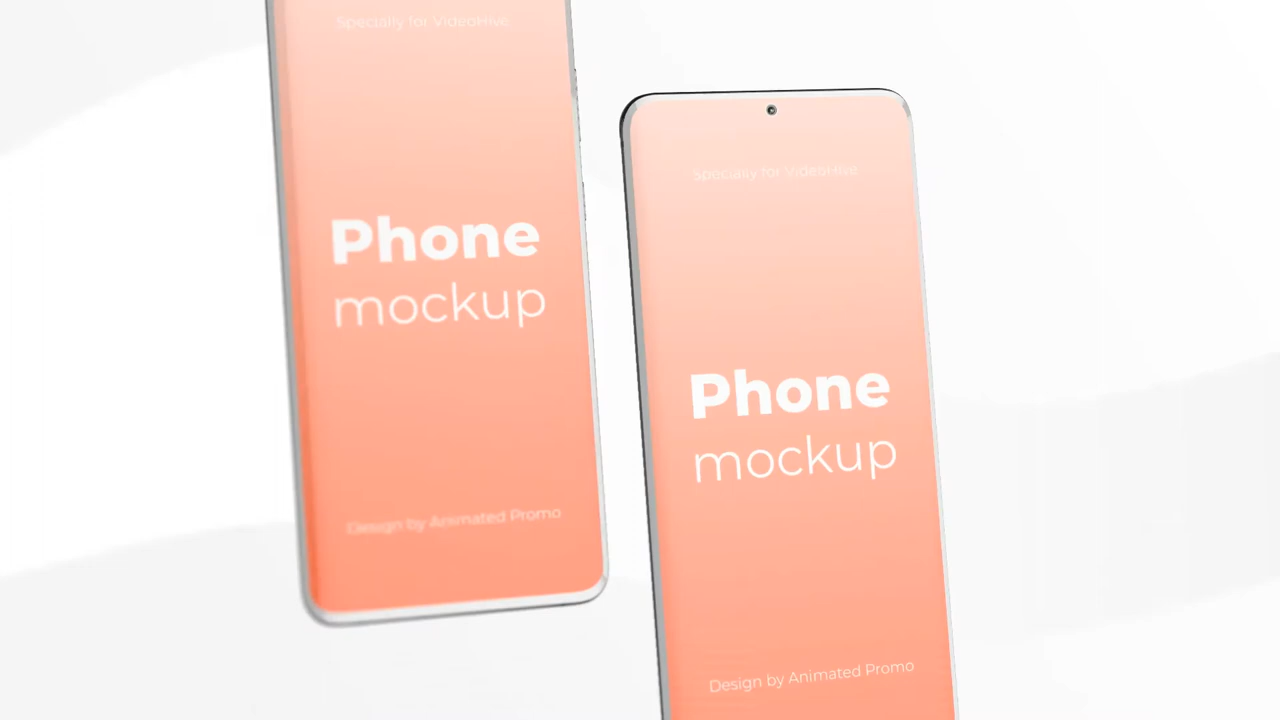 Specially for VideoHive
Phone
mockup
Design by Animated Promo
Specially for VideoHive
Phone
mockup
Design by Animated Promo